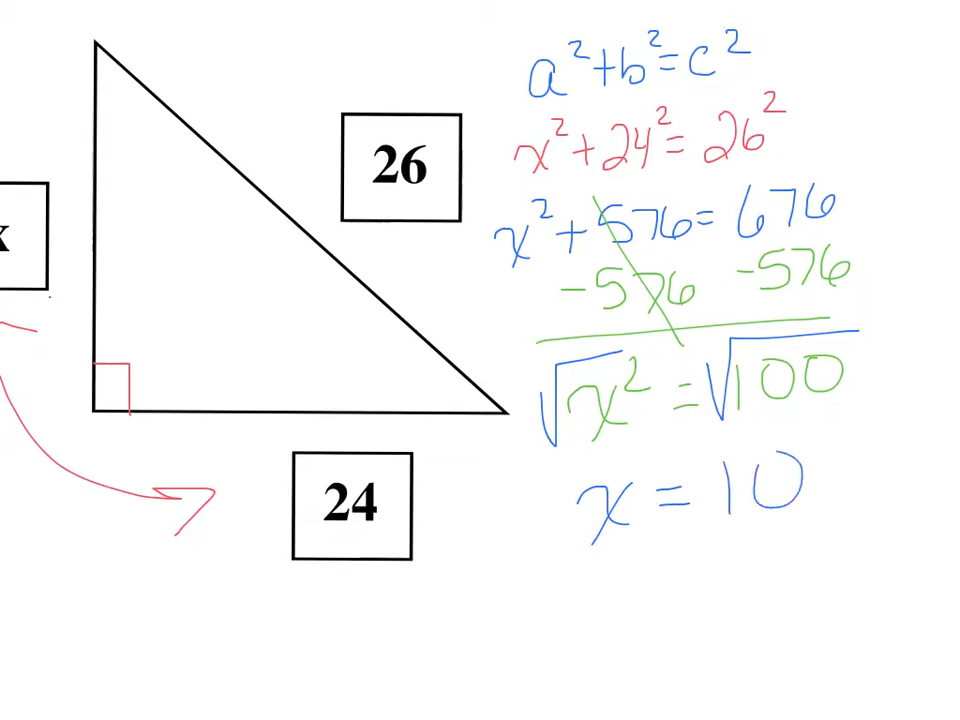 a²+b²=c²
26
x²+24²=26²
x
x²+576=676
-576 -576
√x²=√100
24
x=10